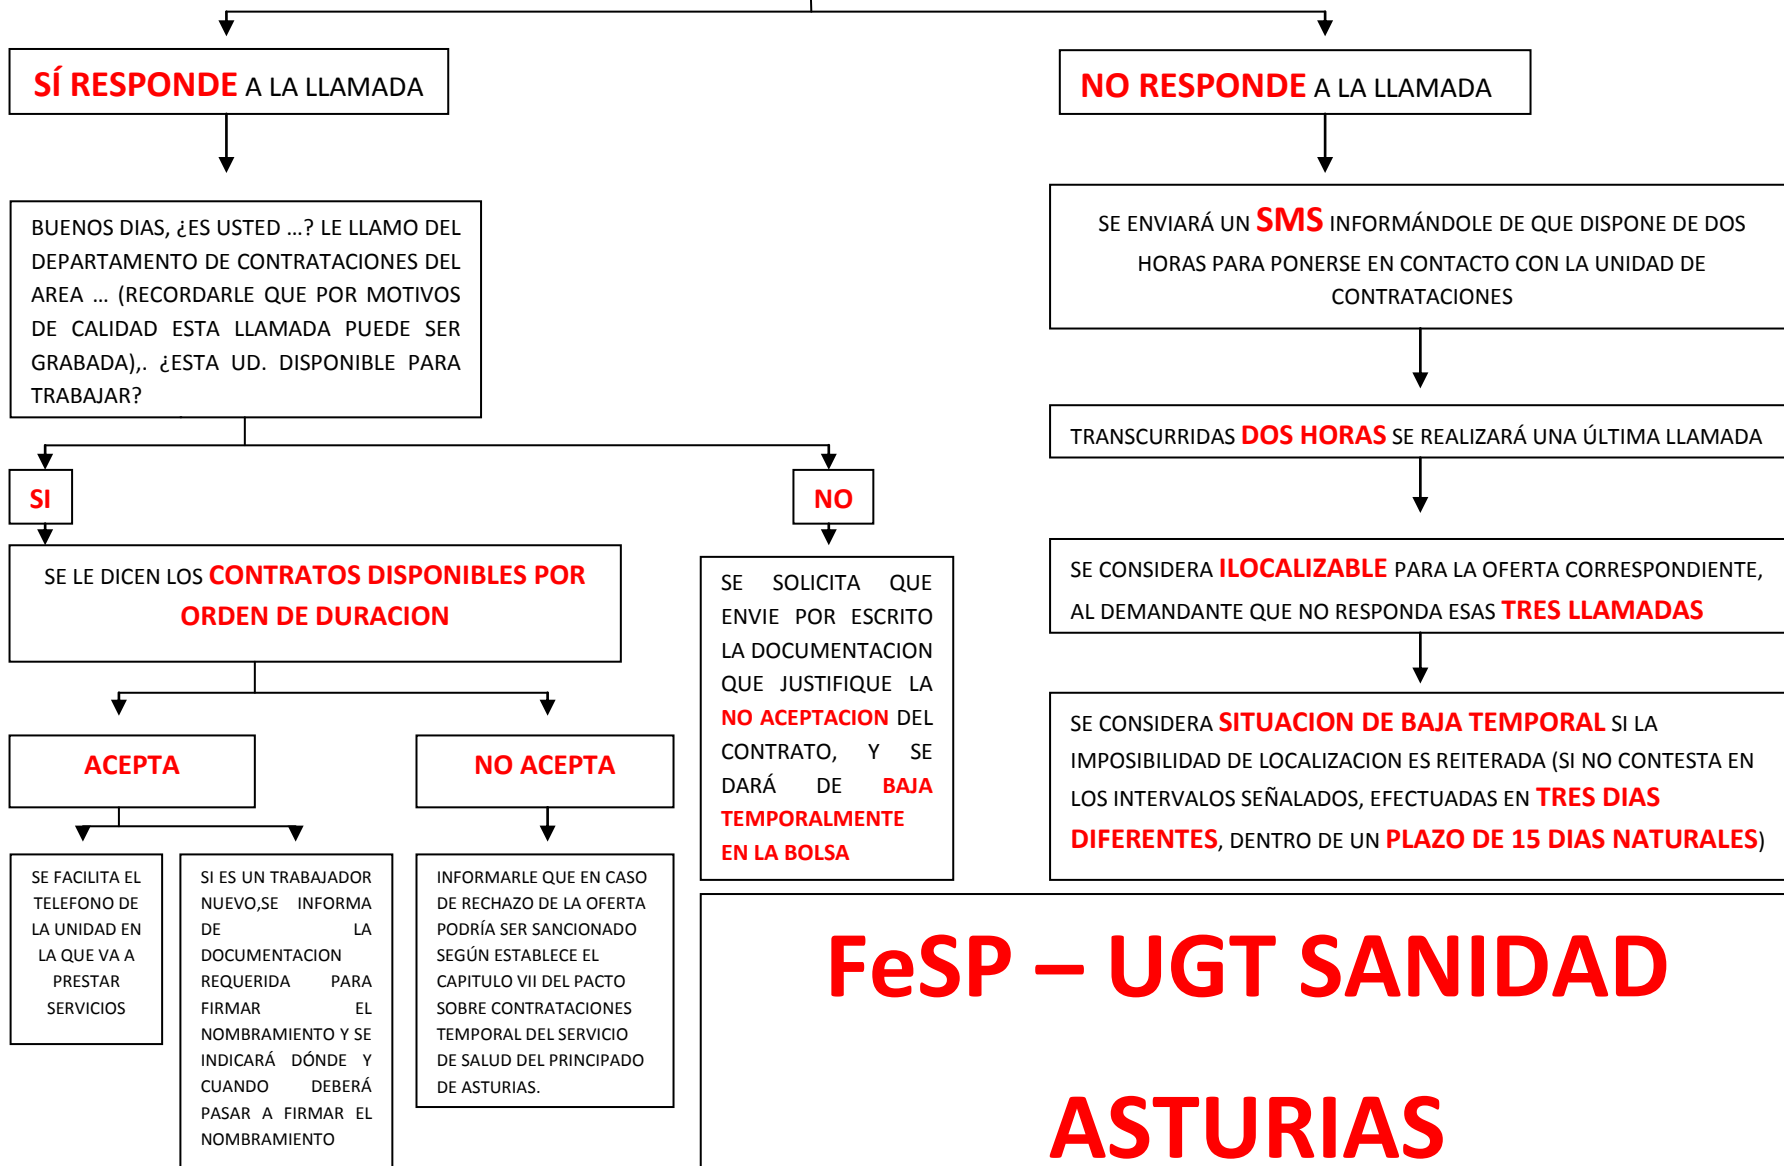 SÍ RESPONDE A LA LLAMADA
BUENOS DIAS, ¿ES USTED ...? LE LLAMO DEL
DEPARTAMENTO DE CONTRATACIONES DEL
AREA ... (RECORDARLE QUE POR MOTIVOS
DE CALIDAD ESTA LLAMADA PUEDE SER
GRABADA),. ¿ESTA UD. DISPONIBLE PARA
TRABAJAR?
SI
SE LE DICEN LOS CONTRATOS DISPONIBLES POR
ORDEN DE DURACION
ACEPTA
SE FACILITA EL
TELEFONO DE
LA UNIDAD EN
LA QUE VA A
PRESTAR
SERVICIOS
SI ES UN TRABAJADOR
NUEVO,SE INFORMA
DE LA
DOCUMENTACION
REQUERIDA PARA
FIRMAR EL
NOMBRAMIENTO Y SE
INDICARÁ DÓNDE Y
CUANDO DEBERÁ
PASAR A FIRMAR EL
NOMBRAMIENTO
NO ACEPTA
INFORMARLE QUE EN CASO
DE RECHAZO DE LA OFERTA
PODRÍA SER SANCIONADO
SEGÚN ESTABLECE EL
CAPITULO VII DEL PACTO
SOBRE CONTRATACIONES
TEMPORAL DEL SERVICIO
DE SALUD DEL PRINCIPADO
DE ASTURIAS.
NO
SE SOLICITA QUE
ENVIE POR ESCRITO
LA DOCUMENTACION
QUE JUSTIFIQUE LA
NO ACEPTACION DEL
CONTRATO, Y SE
DARÁ DE BAJA
TEMPORALMENTE
EN LA BOLSA
NO RESPONDE A LA LLAMADA
SE ENVIARÁ UN SMS INFORMÁNDOLE DE QUE DISPONE DE DOS
HORAS PARA PONERSE EN CONTACTO CON LA UNIDAD DE
CONTRATACIONES
TRANSCURRIDAS DOS HORAS SE REALIZARÁ UNA ÚLTIMA LLAMADA
SE CONSIDERA ILOCALIZABLE PARA LA OFERTA CORRESPONDIENTE,
AL DEMANDANTE QUE NO RESPONDA ESAS TRES LLAMADAS
SE CONSIDERA SITUACION DE BAJA TEMPORAL SI LA
IMPOSIBILIDAD DE LOCALIZACION ES REITERADA (SI NO CONTESTA EN
LOS INTERVALOS SEÑALADOS, EFECTUADAS EN TRES DIAS
DIFERENTES, DENTRO DE UN PLAZO DE 15 DIAS NATURALES)
FeSP – UGT SANIDAD
ASTURIAS